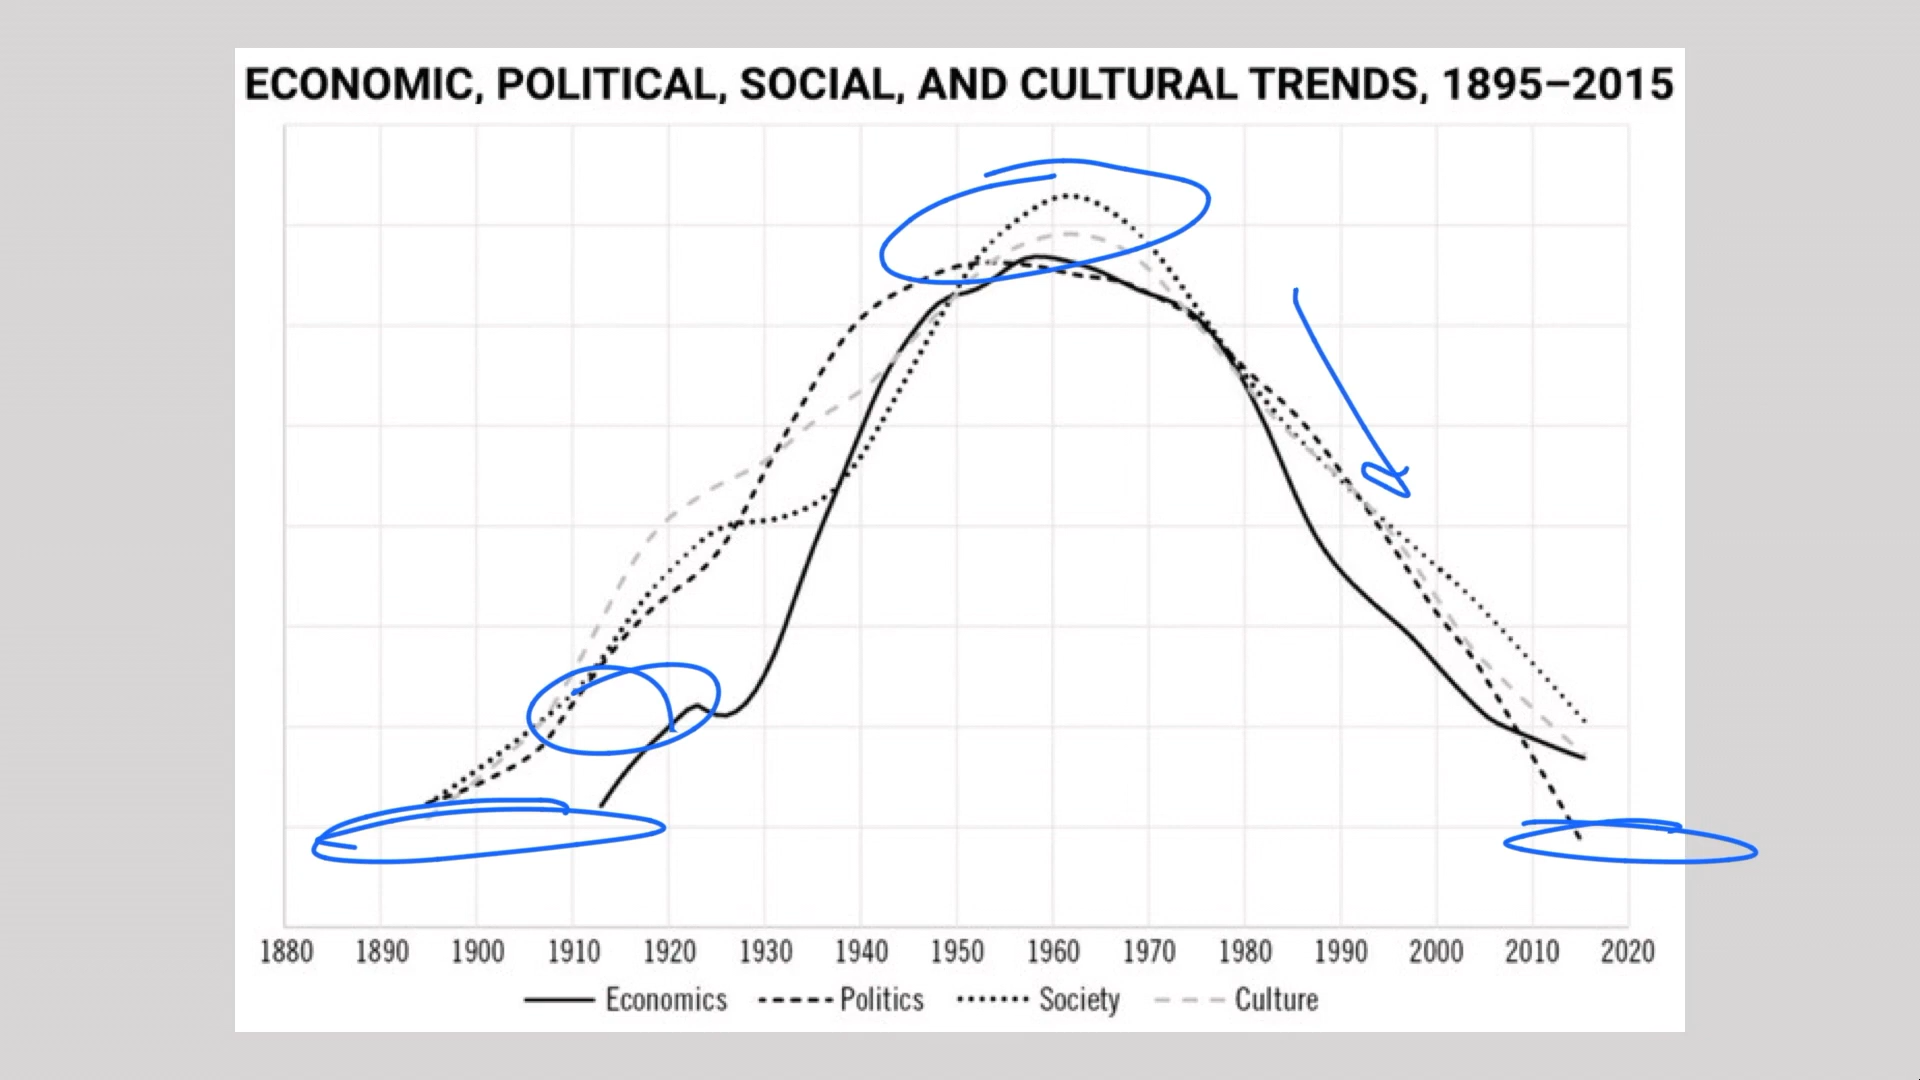 ECONOMIC, POLITICAL, SOCIAL, AND CULTURAL TRENDS, 1895–2015
1880 1890 1900 1910 1920 1930 1940 1950 1960 1970 1980 1990 2000 2010 2020
Economics Politics Society Culture